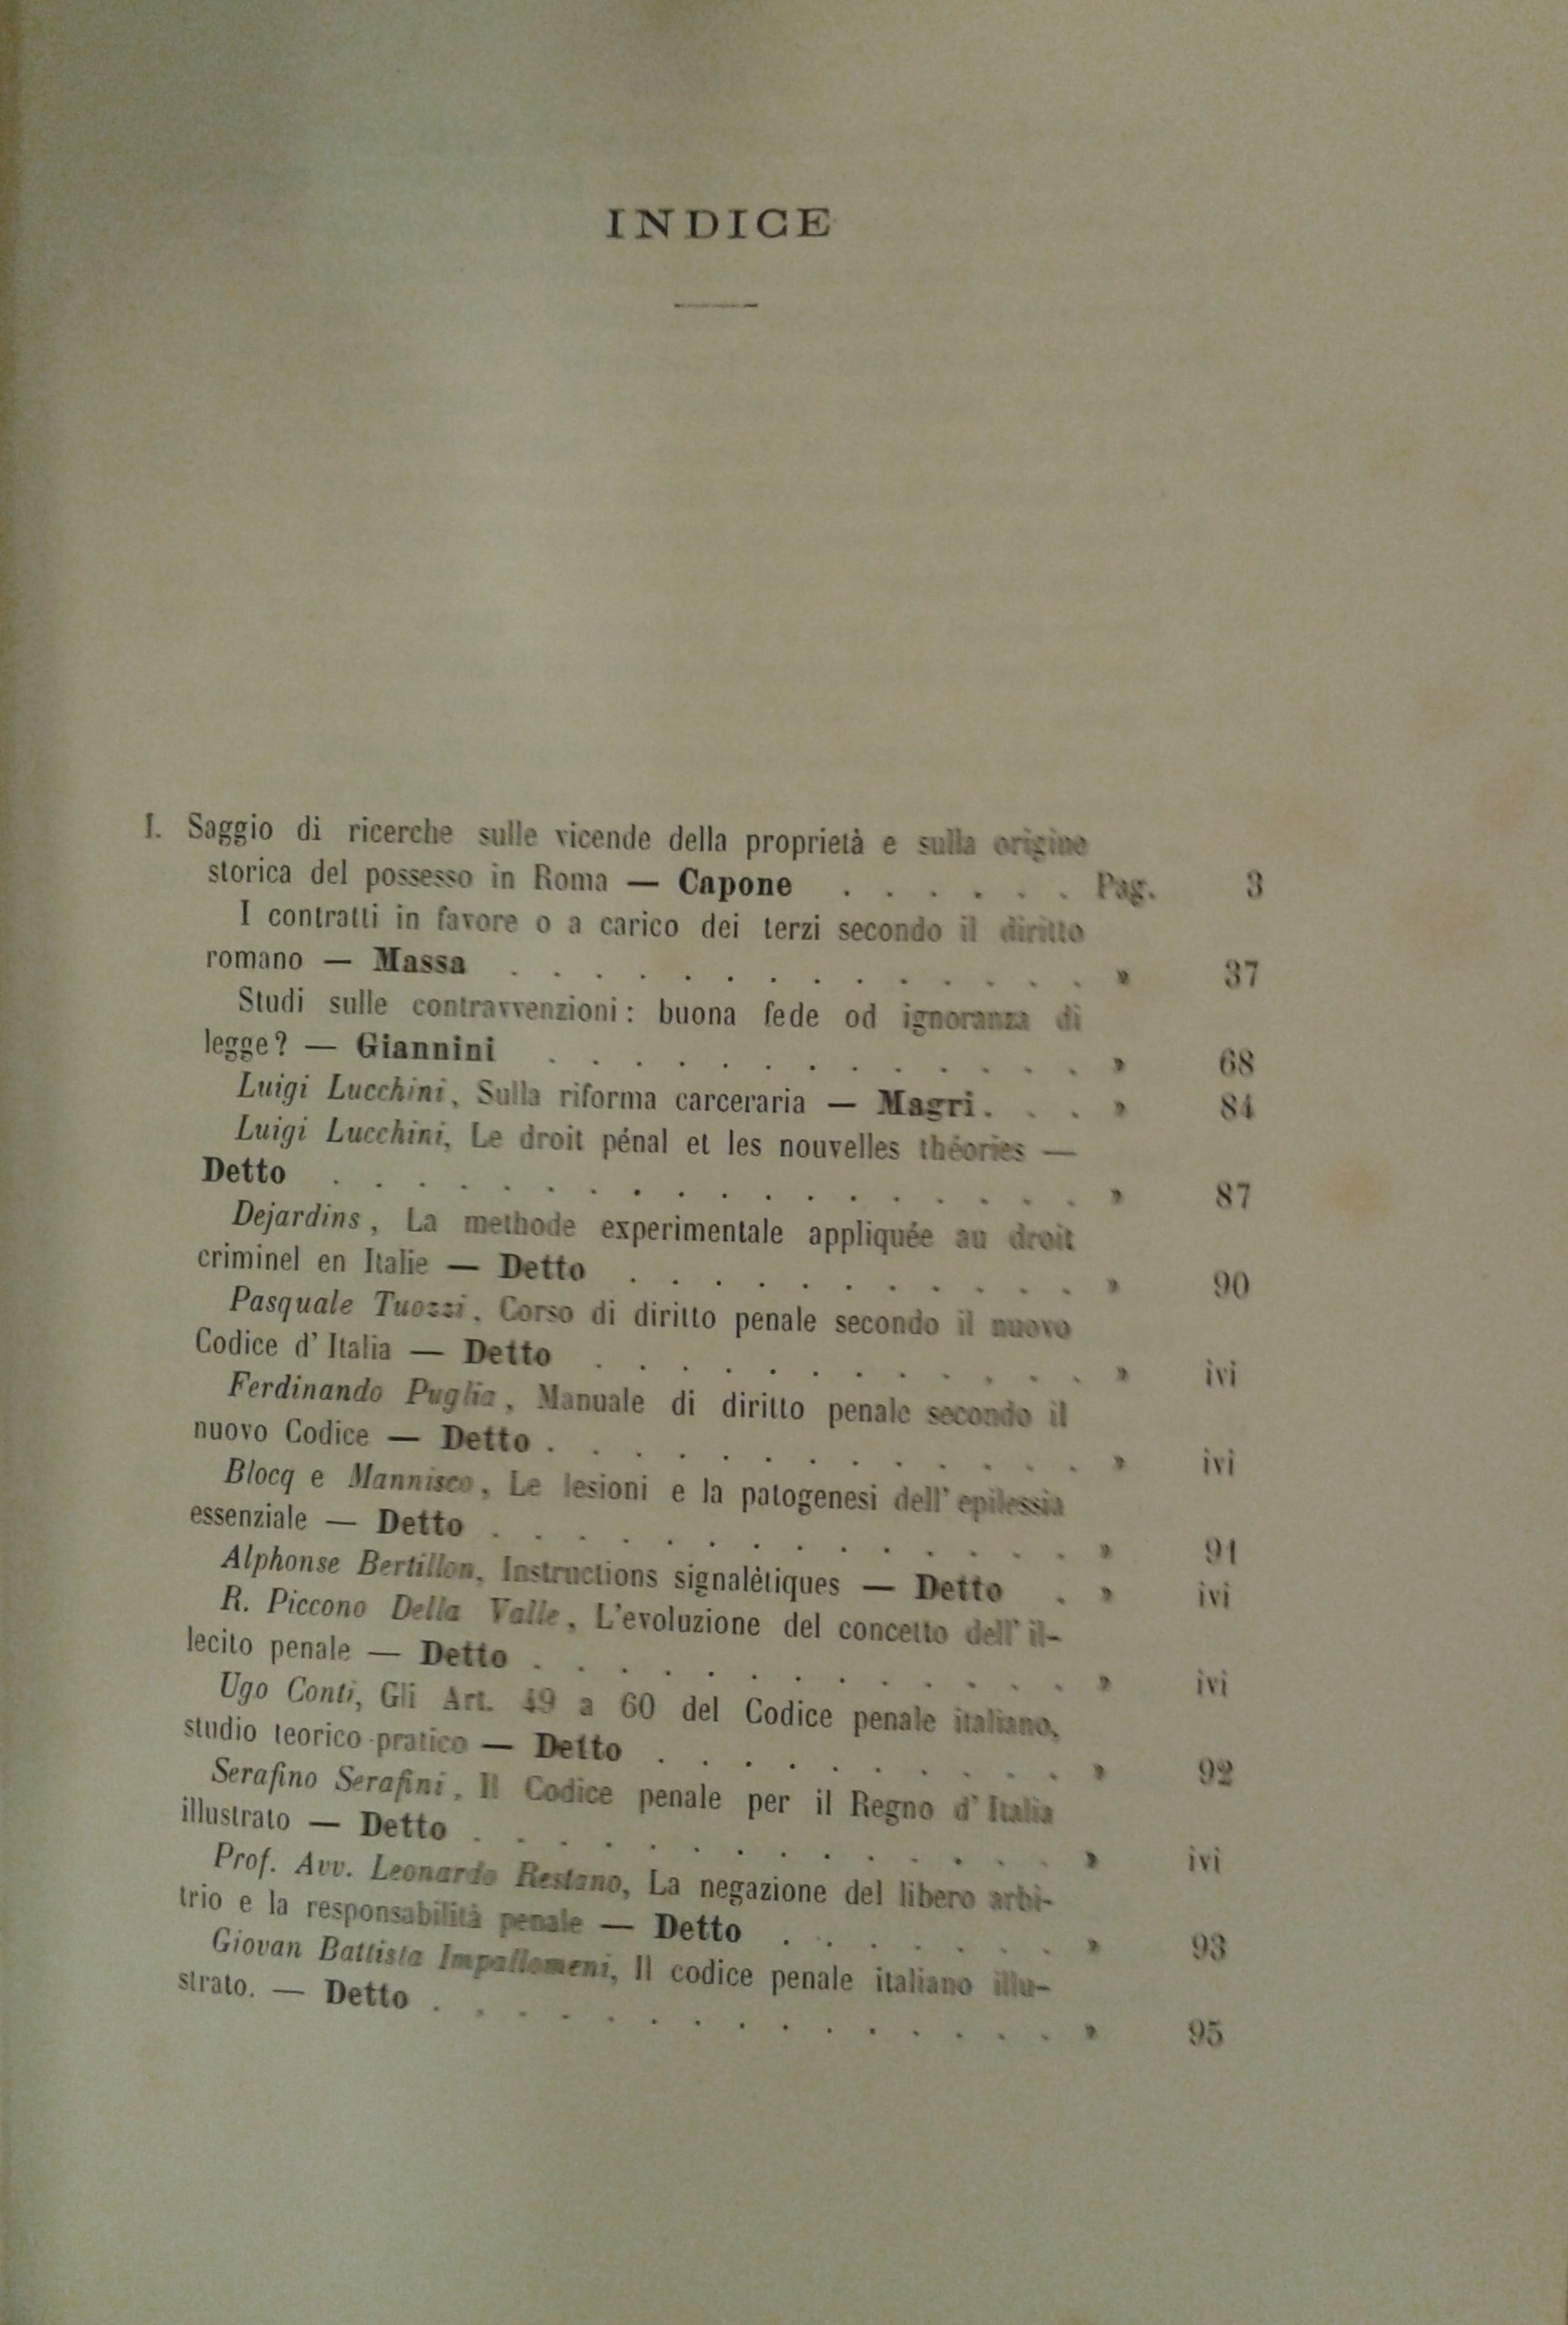 INDICE
I. Saggio di ricerche sulle vicende della proprietà e sulla origine
storica del possesso in Roma — Capone . . . . . . Pag. 3
I contratti in favore o a carico dei terzi secondo il diritto
romano — Massa . . . . . . . . . . . . . . » 37
Studi sulle contravvenzioni: buona fede od ignoranza di
legge? — Giannini . . . . . . . . . . . . . » 68
Luigi Lucchini, Sulla riforma carceraria — Magri. . . . » 84
Luigi Lucchini, Le droit pénal et les nouvelles théories —
Detto . . . . . . . . . . . . . . . . . . » 87
Dejardins, La methode experimentale appliquée au droit
criminel en Italie — Detto . . . . . . . . . . . » 90
Pasquale Tuozzi, Corso di diritto penale secondo il nuovo
Codice d' Italia — Detto . . . . . . . . . . . . » ivi
Ferdinando Puglia, Manuale di diritto penale secondo il
nuovo Codice — Detto . . . . . . . . . . . . . » ivi
Blocq e Mannisco, Le lesioni e la patogenesi dell' epilessia
essenziale — Detto . . . . . . . . . . . . . . » 91
Alphonse Bertillon, Instructions signalètiques — Detto . » ivi
R. Piccono Della Valle, L'evoluzione del concetto dell' il-
lecito penale — Detto . . . . . . . . . . . . . » ivi
Ugo Conti, Gli Art. 49 a 60 del Codice penale italiano,
studio teorico-pratico — Detto . . . . . . . . . . » 92
Serafino Serafini, Il Codice penale per il Regno d' Italia
illustrato — Detto . . . . . . . . . . . . . . » ivi
Prof. Avv. Leonardo Restano, La negazione del libero arbi-
trio e la responsabilità penale — Detto . . . . . . . » 93
Giovan Battista Impallomeni, Il codice penale italiano illu-
strato. — Detto . . . . . . . . . . . . . . . » 95